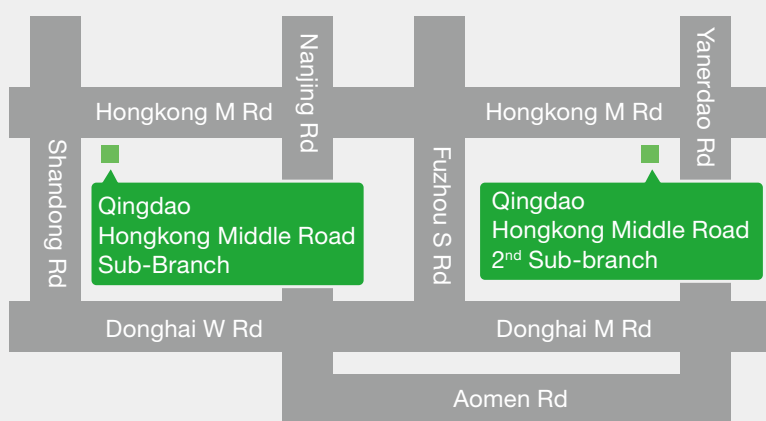 Nanjing Rd
Yanerdao Rd
Hongkong M Rd
Hongkong M Rd
Shandong Rd
Fuzhou S Rd
Qingdao
Hongkong Middle Road
Sub-Branch
Qingdao
Hongkong Middle Road
2nd Sub-branch
Donghai W Rd
Donghai M Rd
Aomen Rd